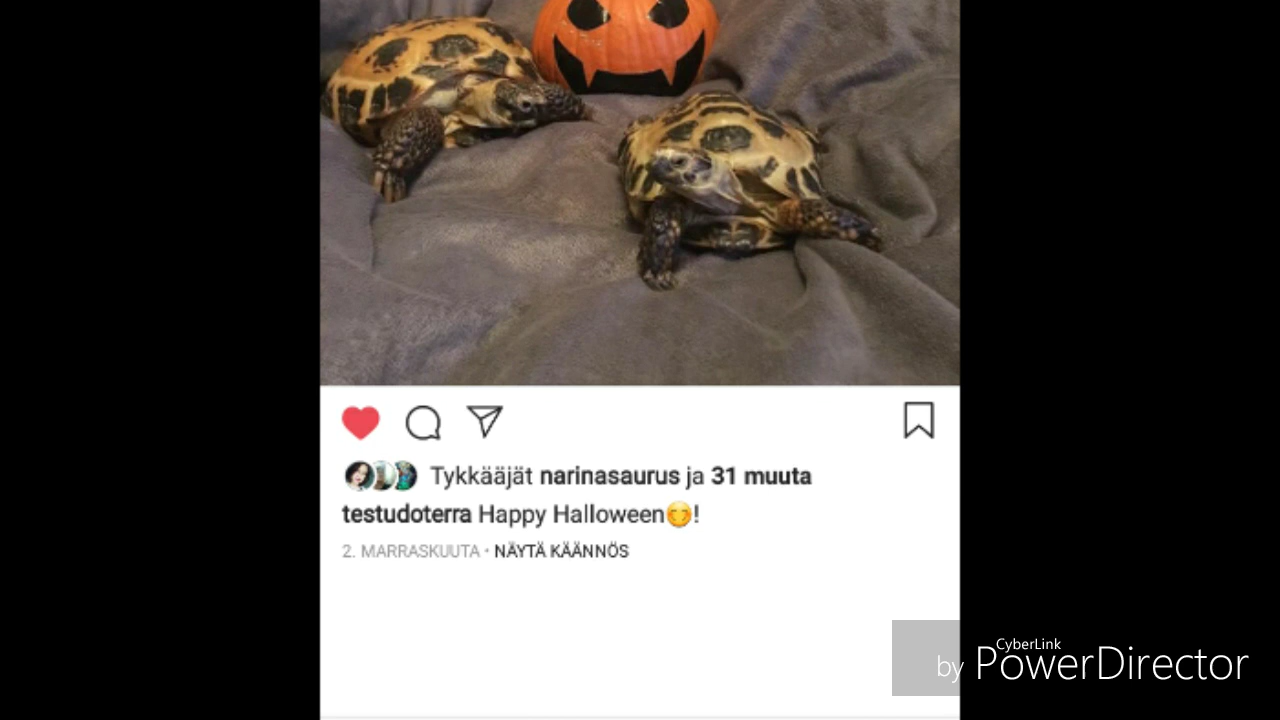 Tykkääjät narinasaurus ja 31 muuta
testudoterra Happy Halloween😊!
2. MARRASKUUTA • NÄYTÄ KÄÄNNÖS
CyberLink
by PowerDirector